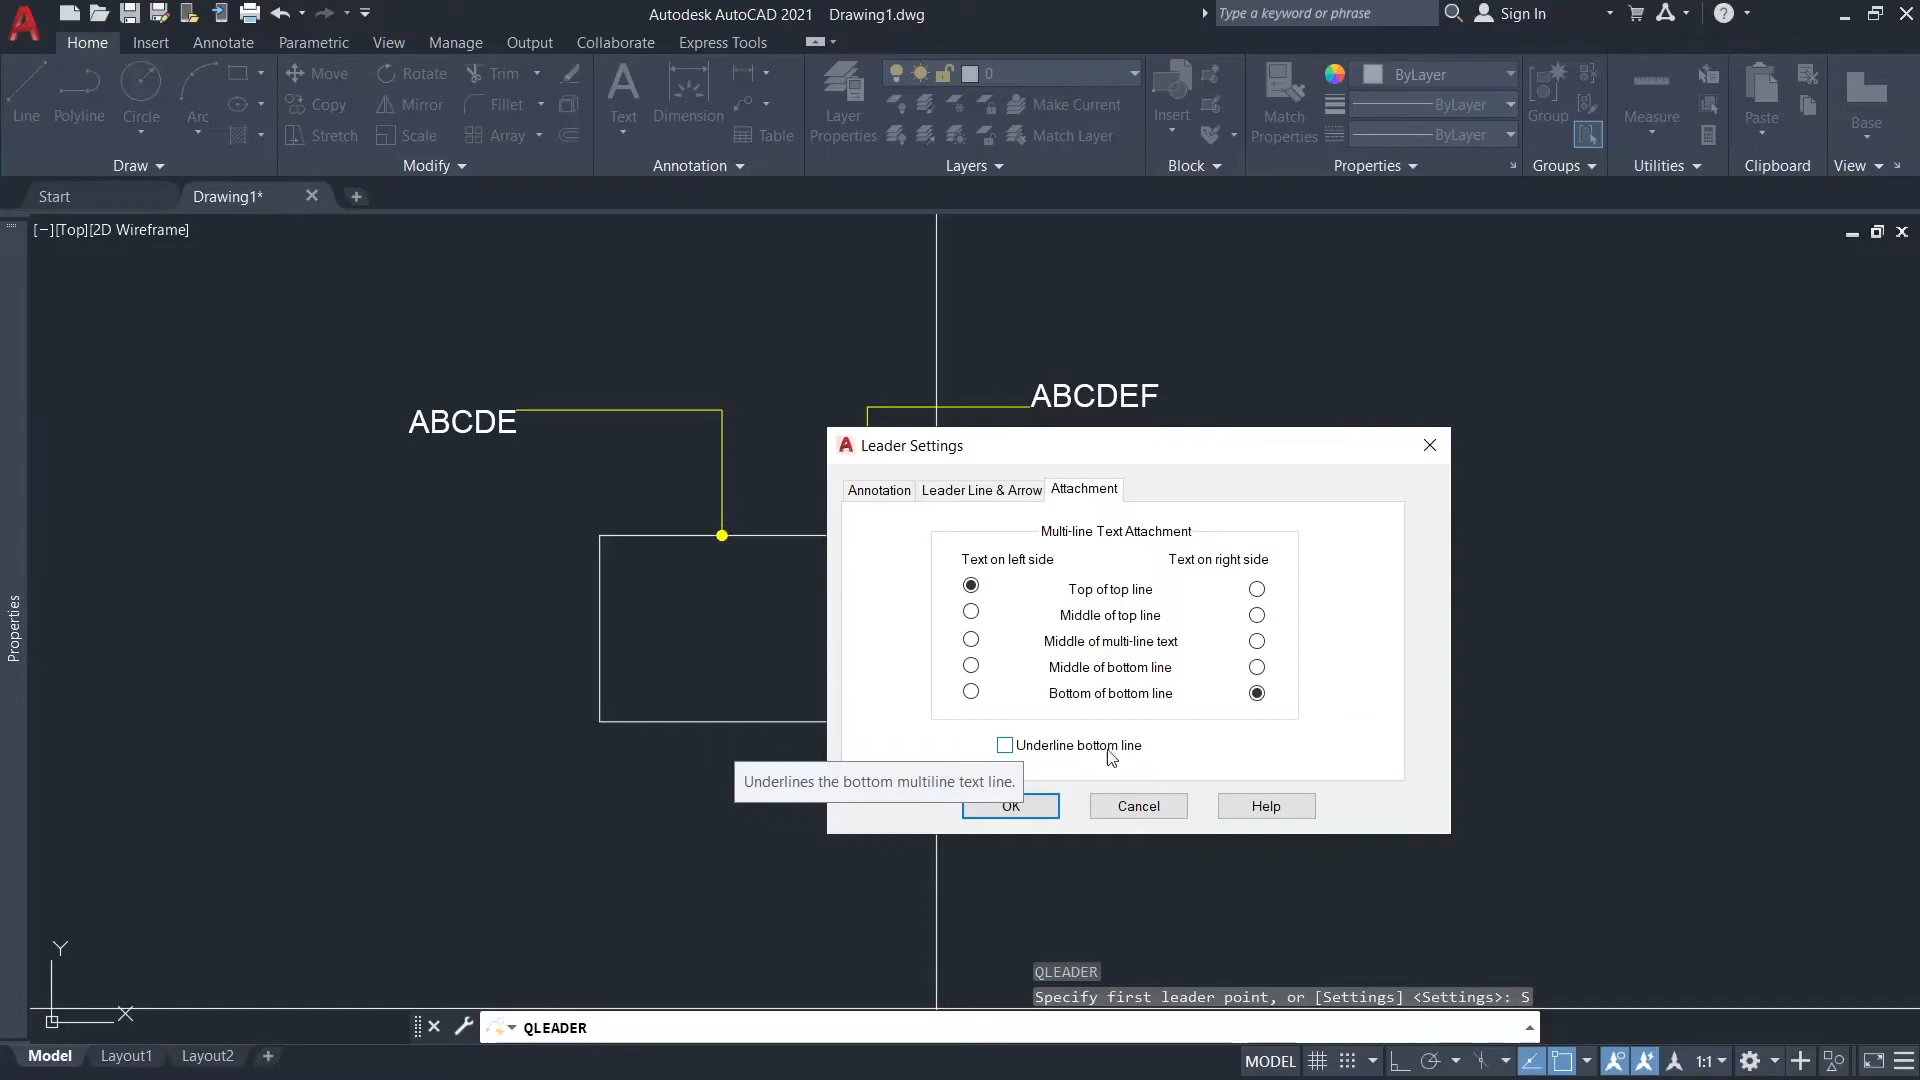 Autodesk AutoCAD 2021 Drawing1.dwg
Type a keyword or phrase
Sign In
Home Insert Annotate Parametric View Manage Output Collaborate Express Tools
Line Polyline Circle Arc
Draw
Move Rotate Trim
Copy Mirror Fillet
Stretch Scale Array
Modify
Text Dimension Table
Annotation
Layer Properties
0
Make Current
Match Layer
Layers
Insert
Block
Match Properties
ByLayer
ByLayer
ByLayer
Properties
Group
Groups
Measure
Utilities
Paste
Clipboard
Base
View
Start Drawing1*
[−][Top][2D Wireframe]
Properties
ABCDE
ABCDEF
A Leader Settings
Annotation Leader Line & Arrow Attachment
Multi-line Text Attachment
Text on left side Text on right side
Top of top line
Middle of top line
Middle of multi-line text
Middle of bottom line
Bottom of bottom line
Underline bottom line
Underlines the bottom multiline text line.
OK Cancel Help
Y
X
QLEADER
Specify first leader point, or [Settings] <Settings>: S
QLEADER
Model Layout1 Layout2
MODEL 1:1